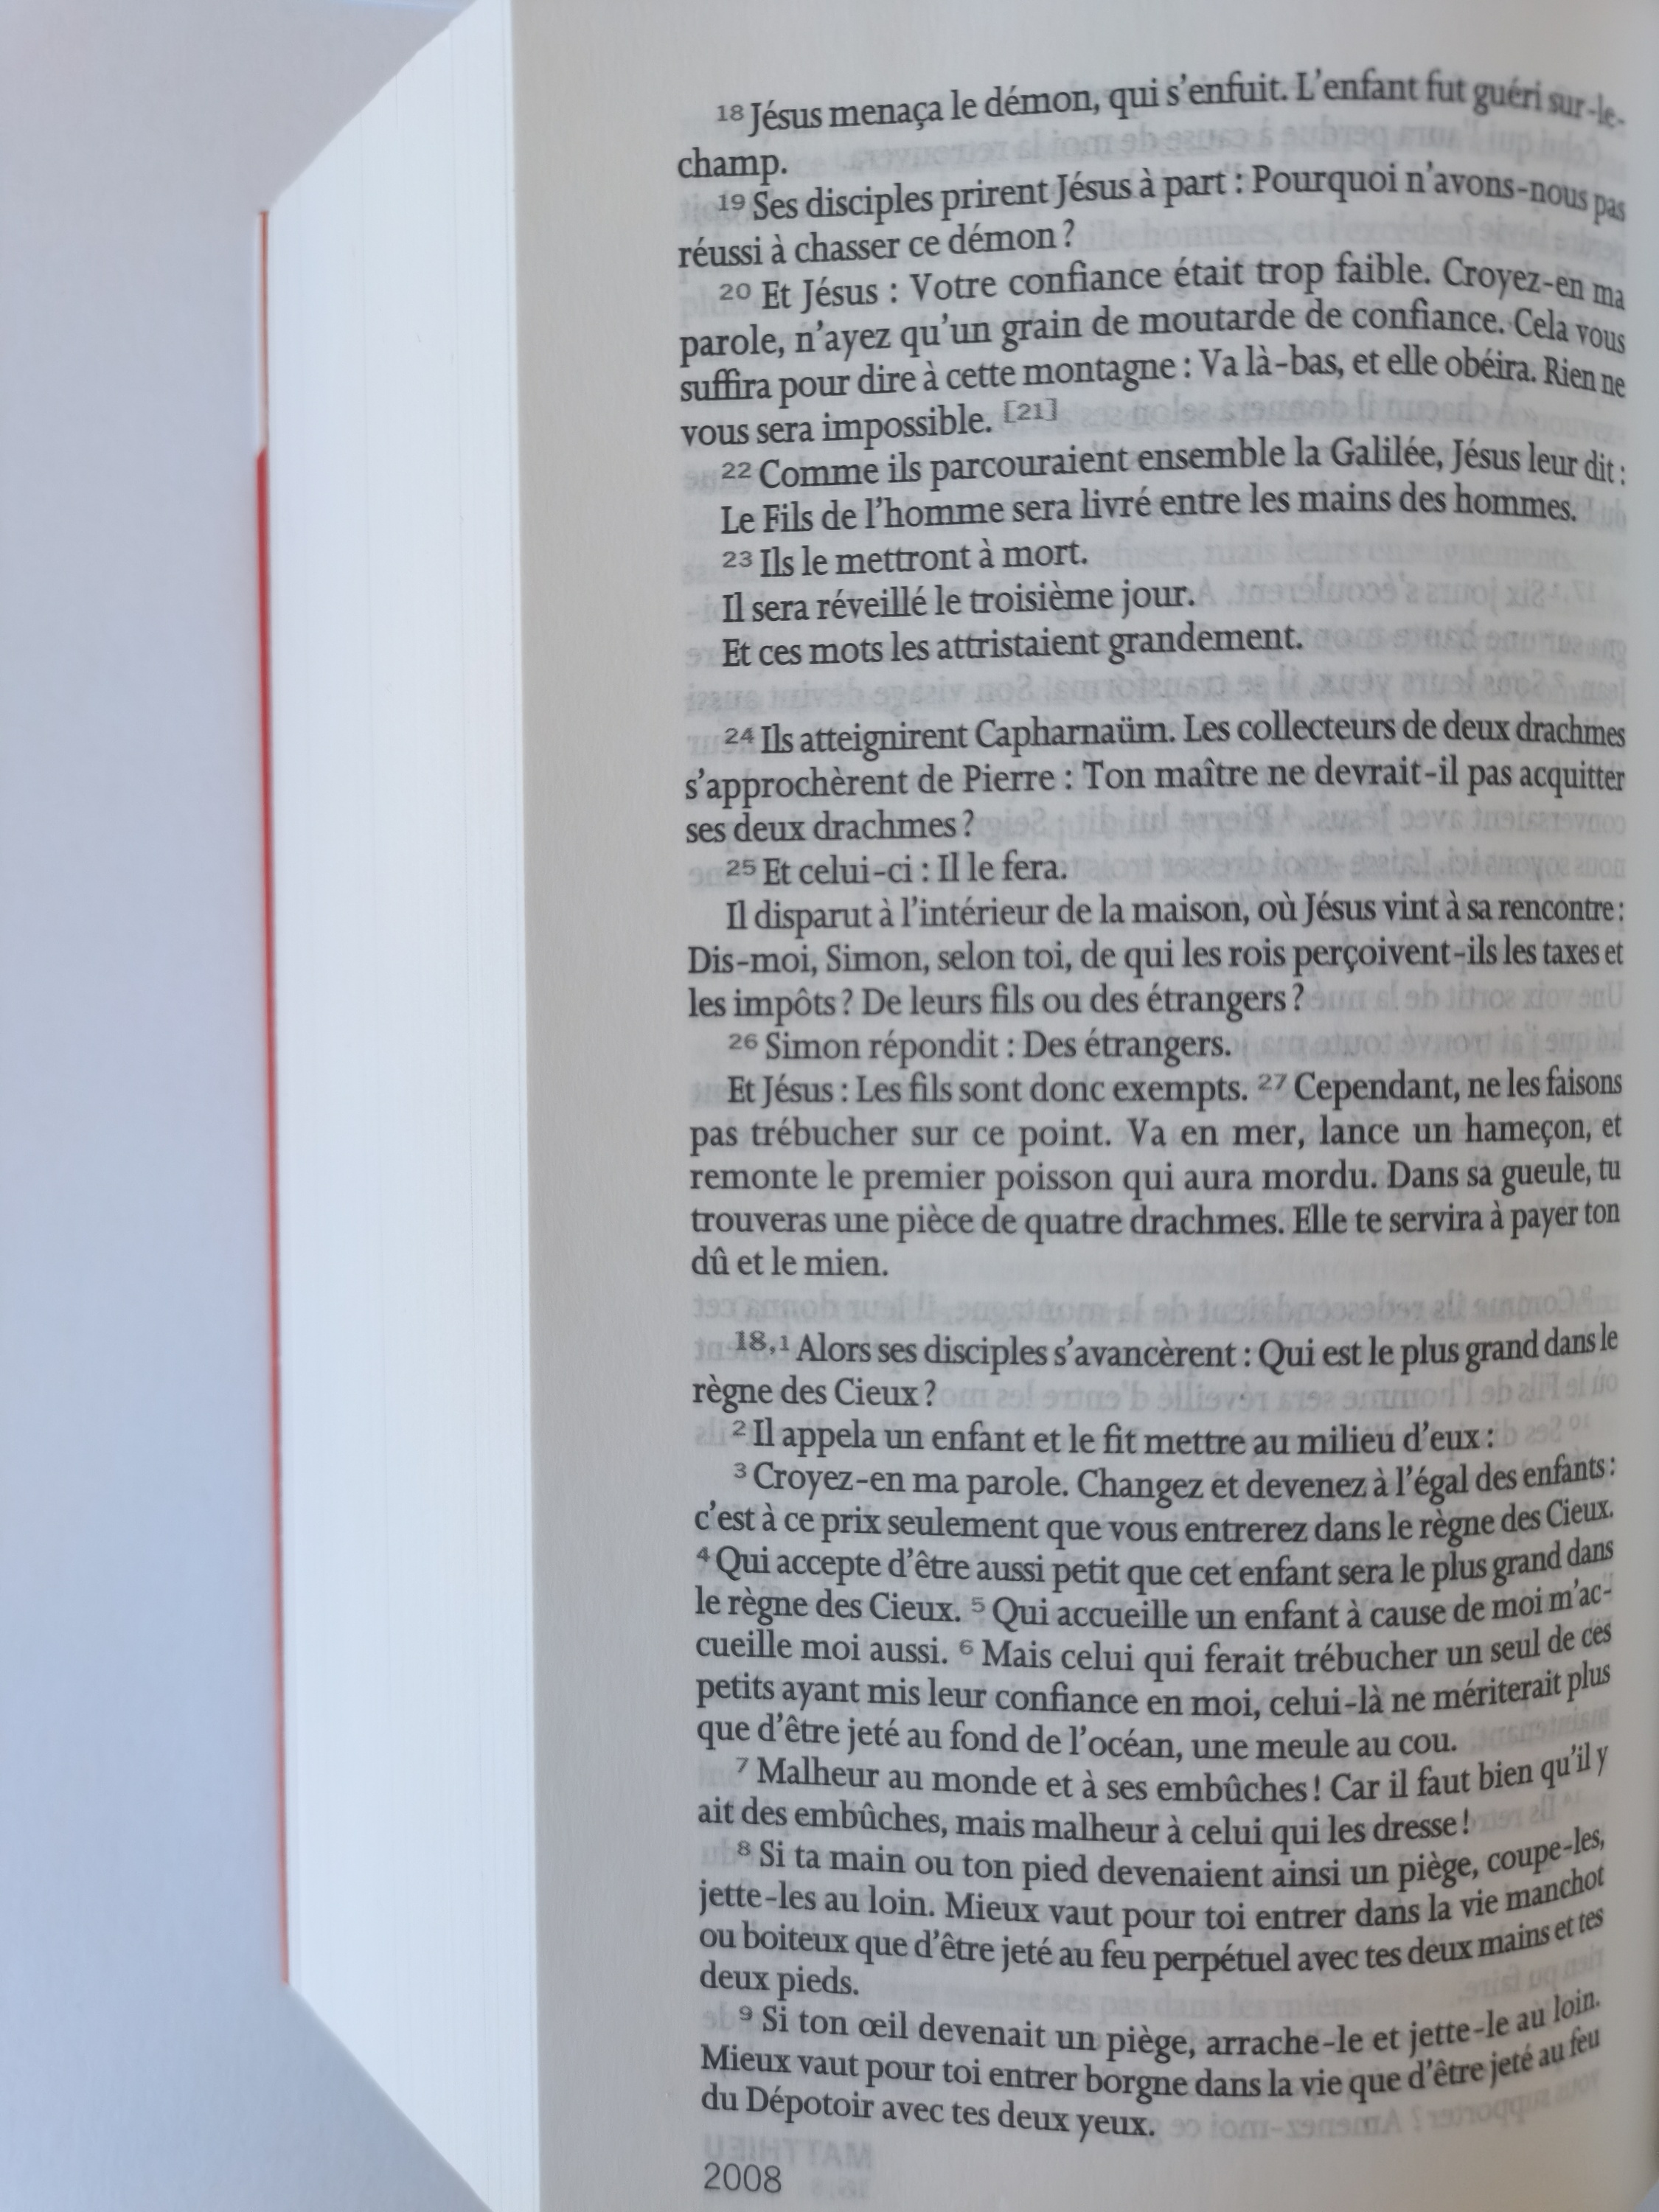 18 Jésus menaça le démon, qui s'enfuit. L'enfant fut guéri sur-le-
champ.
19 Ses disciples prirent Jésus à part : Pourquoi n'avons-nous pas
réussi à chasser ce démon ?
20 Et Jésus : Votre confiance était trop faible. Croyez-en ma
parole, n'ayez qu'un grain de moutarde de confiance. Cela vous
suffira pour dire à cette montagne : Va là-bas, et elle obéira. Rien ne
vous sera impossible. [21]
22 Comme ils parcouraient ensemble la Galilée, Jésus leur dit :
Le Fils de l'homme sera livré entre les mains des hommes.
23 Ils le mettront à mort.
Il sera réveillé le troisième jour.
Et ces mots les attristaient grandement.
24 Ils atteignirent Capharnaüm. Les collecteurs de deux drachmes
s'approchèrent de Pierre : Ton maître ne devrait-il pas acquitter
ses deux drachmes ?
25 Et celui-ci : Il le fera.
Il disparut à l'intérieur de la maison, où Jésus vint à sa rencontre :
Dis-moi, Simon, selon toi, de qui les rois perçoivent-ils les taxes et
les impôts ? De leurs fils ou des étrangers ?
26 Simon répondit : Des étrangers.
Et Jésus : Les fils sont donc exempts. 27 Cependant, ne les faisons
pas trébucher sur ce point. Va en mer, lance un hameçon, et
remonte le premier poisson qui aura mordu. Dans sa gueule, tu
trouveras une pièce de quatre drachmes. Elle te servira à payer ton
dû et le mien.
18,1 Alors ses disciples s'avancèrent : Qui est le plus grand dans le
règne des Cieux ?
2 Il appela un enfant et le fit mettre au milieu d'eux :
3 Croyez-en ma parole. Changez et devenez à l'égal des enfants :
c'est à ce prix seulement que vous entrerez dans le règne des Cieux.
4 Qui accepte d'être aussi petit que cet enfant sera le plus grand dans
le règne des Cieux. 5 Qui accueille un enfant à cause de moi m'ac-
cueille moi aussi. 6 Mais celui qui ferait trébucher un seul de ces
petits ayant mis leur confiance en moi, celui-là ne mériterait plus
que d'être jeté au fond de l'océan, une meule au cou.
7 Malheur au monde et à ses embûches ! Car il faut bien qu'il y
ait des embûches, mais malheur à celui qui les dresse !
8 Si ta main ou ton pied devenaient ainsi un piège, coupe-les,
jette-les au loin. Mieux vaut pour toi entrer dans la vie manchot
ou boiteux que d'être jeté au feu perpétuel avec tes deux mains et tes
deux pieds.
9 Si ton œil devenait un piège, arrache-le et jette-le au loin.
Mieux vaut pour toi entrer borgne dans la vie que d'être jeté au feu
du Dépotoir avec tes deux yeux.
2008